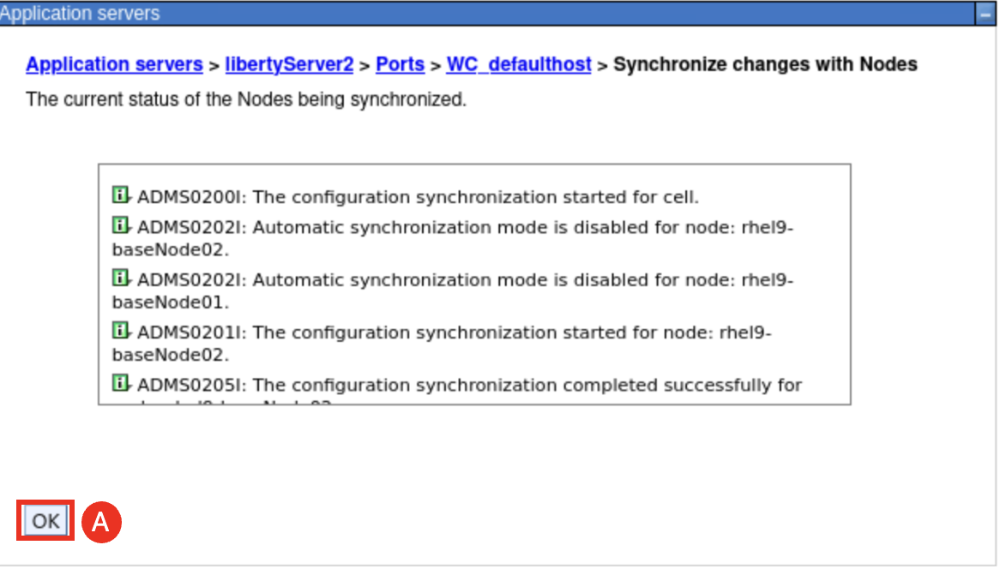 Application servers
Application servers > libertyServer2 > Ports > WC_defaulthost > Synchronize changes with Nodes
The current status of the Nodes being synchronized.
ADMS0200I: The configuration synchronization started for cell.
ADMS0202I: Automatic synchronization mode is disabled for node: rhel9-
baseNode02.
ADMS0202I: Automatic synchronization mode is disabled for node: rhel9-
baseNode01.
ADMS0201I: The configuration synchronization started for node: rhel9-
baseNode02.
ADMS0205I: The configuration synchronization completed successfully for
OK A